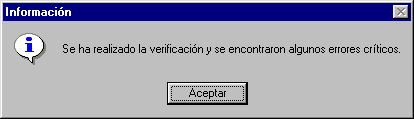 Información
Se ha realizado la verificación y se encontraron algunos errores críticos.
Aceptar